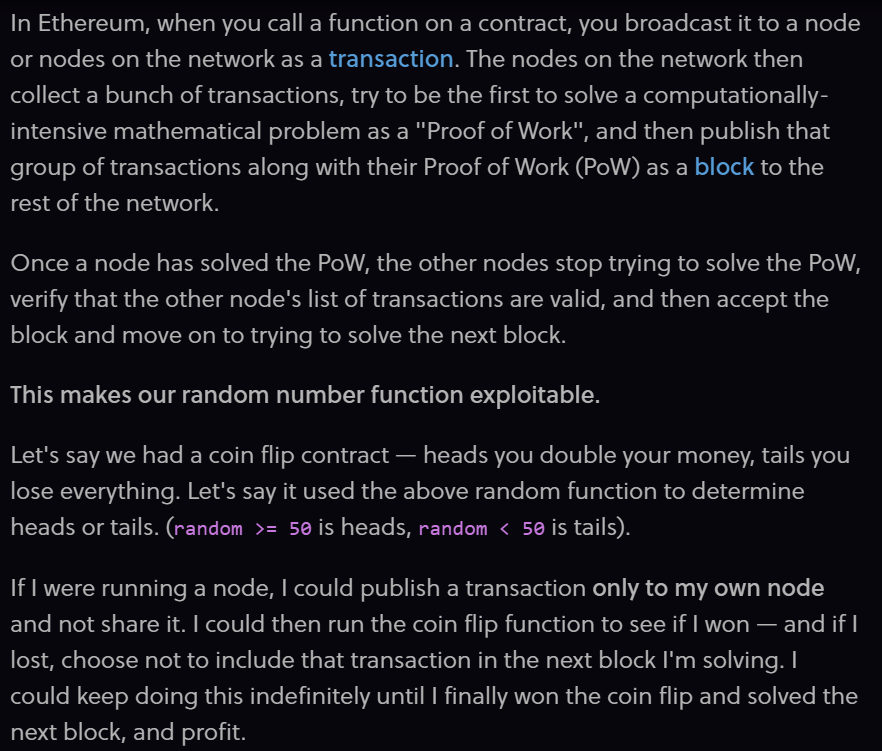 In Ethereum, when you call a function on a contract, you broadcast it to a node
or nodes on the network as a transaction. The nodes on the network then
collect a bunch of transactions, try to be the first to solve a computationally-
intensive mathematical problem as a "Proof of Work", and then publish that
group of transactions along with their Proof of Work (PoW) as a block to the
rest of the network.
Once a node has solved the PoW, the other nodes stop trying to solve the PoW,
verify that the other node's list of transactions are valid, and then accept the
block and move on to trying to solve the next block.
This makes our random number function exploitable.
Let's say we had a coin flip contract — heads you double your money, tails you
lose everything. Let's say it used the above random function to determine
heads or tails. (random >= 50 is heads, random < 50 is tails).
If I were running a node, I could publish a transaction only to my own node
and not share it. I could then run the coin flip function to see if I won — and if I
lost, choose not to include that transaction in the next block I'm solving. I
could keep doing this indefinitely until I finally won the coin flip and solved the
next block, and profit.